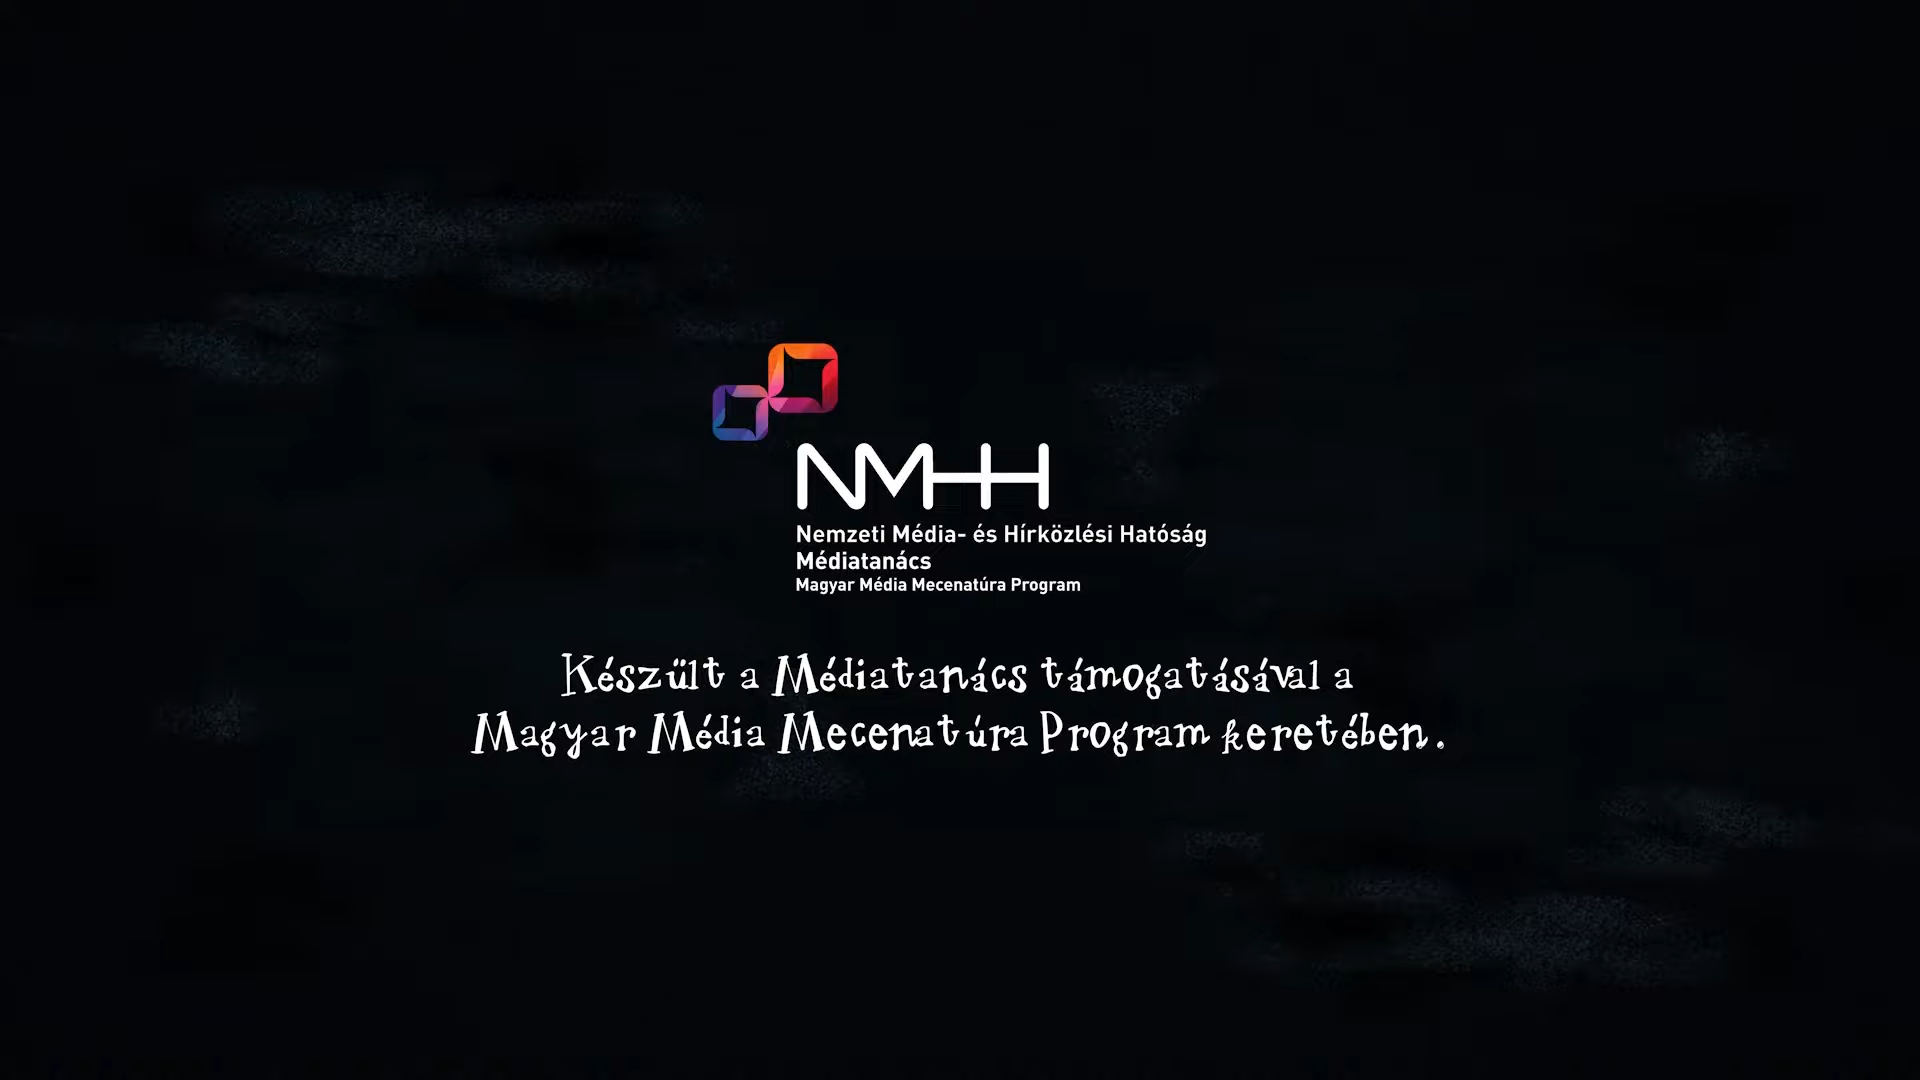 NMHH
Nemzeti Média- és Hírközlési Hatóság
Médiatanács
Magyar Média Mecenatúra Program
Készült a Médiatanács támogatásával a
Magyar Média Mecenatúra Program keretében.